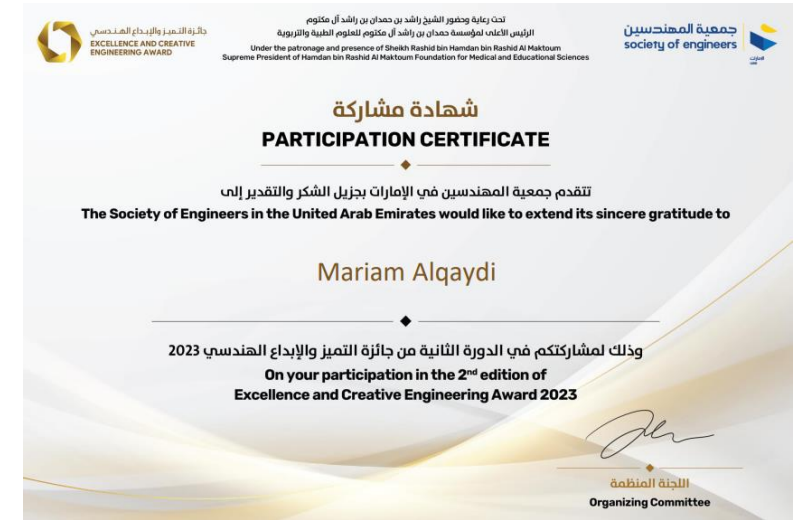 جائزة التميز والإبداع الهندسي
EXCELLENCE AND CREATIVE
ENGINEERING AWARD
تحت رعاية وحضور الشيخ راشد بن حمدان بن راشد آل مكتوم
الرئيس الأعلى لمؤسسة حمدان بن راشد آل مكتوم للعلوم الطبية والتربوية
Under the patronage and presence of Sheikh Rashid bin Hamdan bin Rashid Al Maktoum
Supreme President of Hamdan bin Rashid Al Maktoum Foundation for Medical and Educational Sciences
جمعية المهندسين
society of engineers
الإمارات
UAE
شهادة مشاركة
PARTICIPATION CERTIFICATE
تتقدم جمعية المهندسين في الإمارات بجزيل الشكر والتقدير إلى
The Society of Engineers in the United Arab Emirates would like to extend its sincere gratitude to
Mariam Alqaydi
وذلك لمشاركتكم في الدورة الثانية من جائزة التميز والإبداع الهندسي 2023
On your participation in the 2nd edition of
Excellence and Creative Engineering Award 2023
اللجنة المنظمة
Organizing Committee